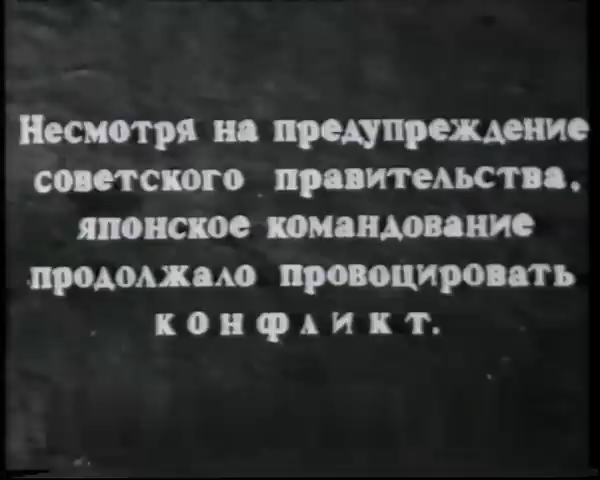 Несмотря на предупреждение
советского правительства,
японское командование
продолжало провоцировать
конфликт.